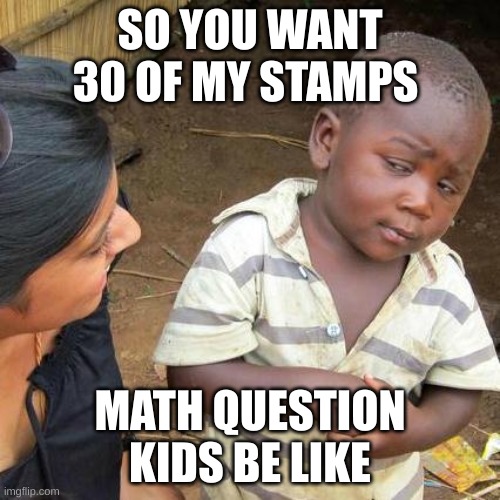 SO YOU WANT
30 OF MY STAMPS
MATH QUESTION
KIDS BE LIKE
imgflip.com